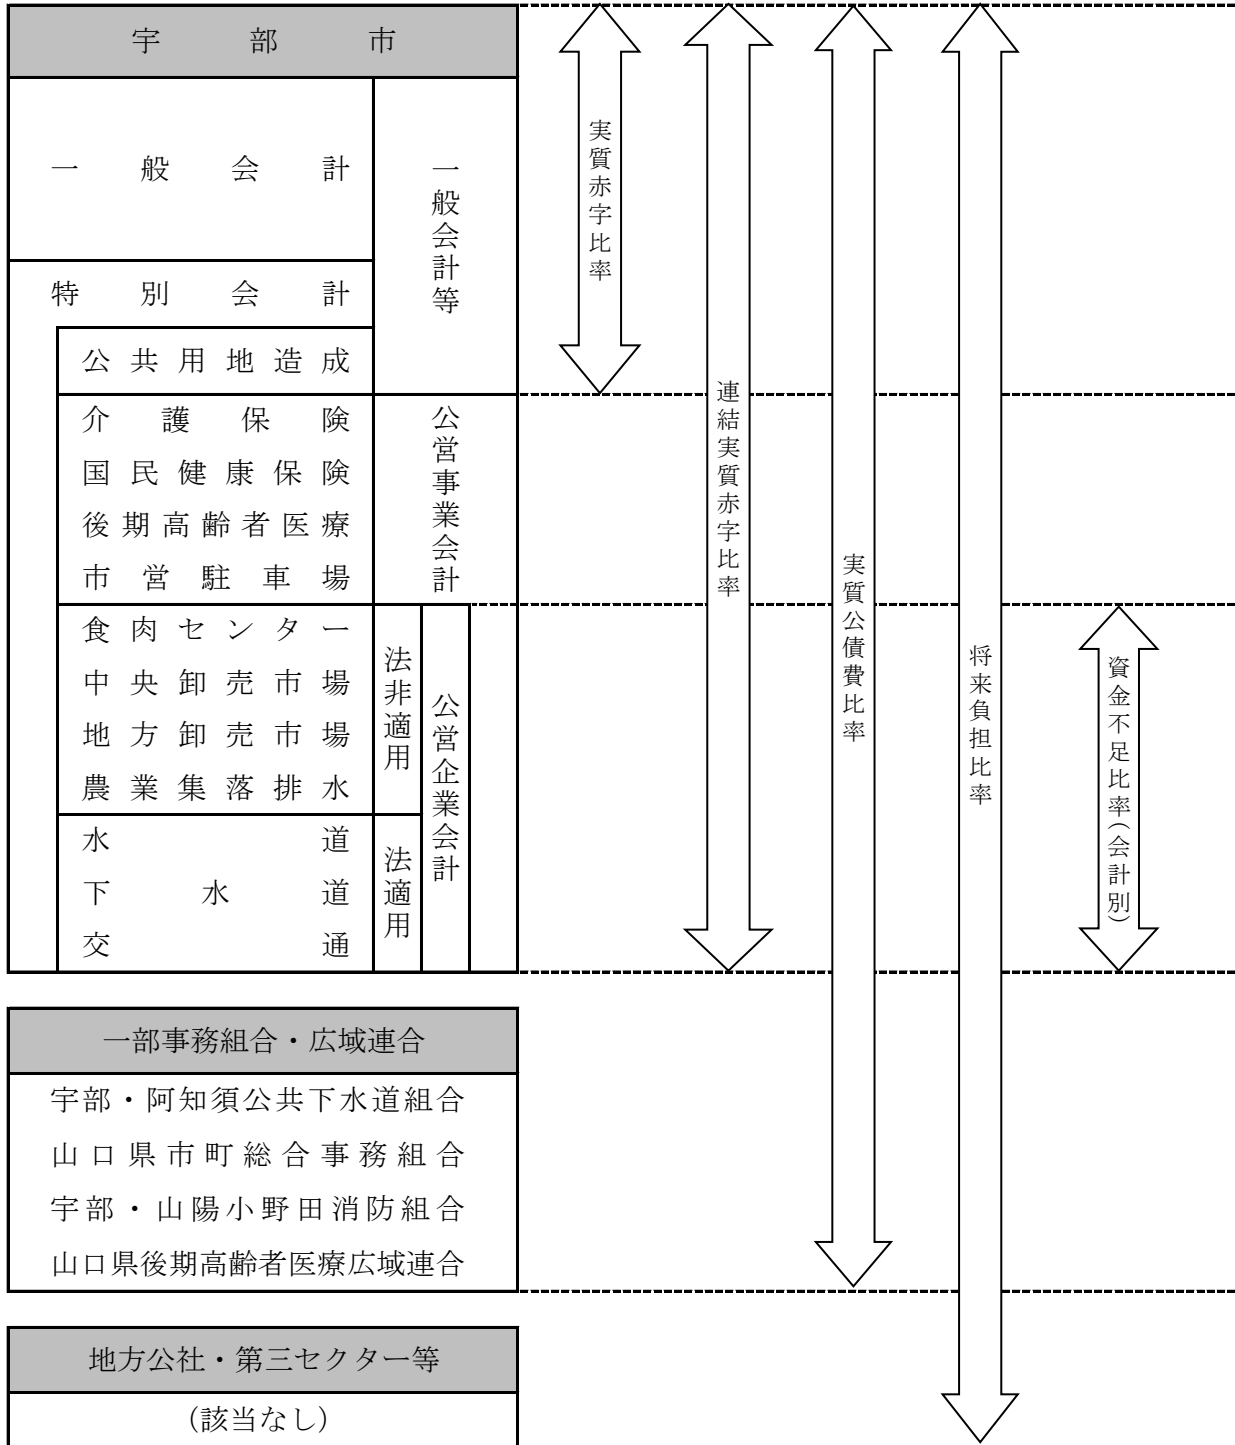 宇部市
一般会計
特別会計
公共用地造成
一般会計等
介護保険
国民健康保険
後期高齢者医療
市営駐車場
公営事業会計
食肉センター
中央卸売市場
地方卸売市場
農業集落排水
法非適用
水道
下水道
交通
法適用
公営企業会計
実質赤字比率
連結実質赤字比率
実質公債費比率
将来負担比率
資金不足比率(会計別)
一部事務組合・広域連合
宇部・阿知須公共下水道組合
山口県市町総合事務組合
宇部・山陽小野田消防組合
山口県後期高齢者医療広域連合
地方公社・第三セクター等
(該当なし)